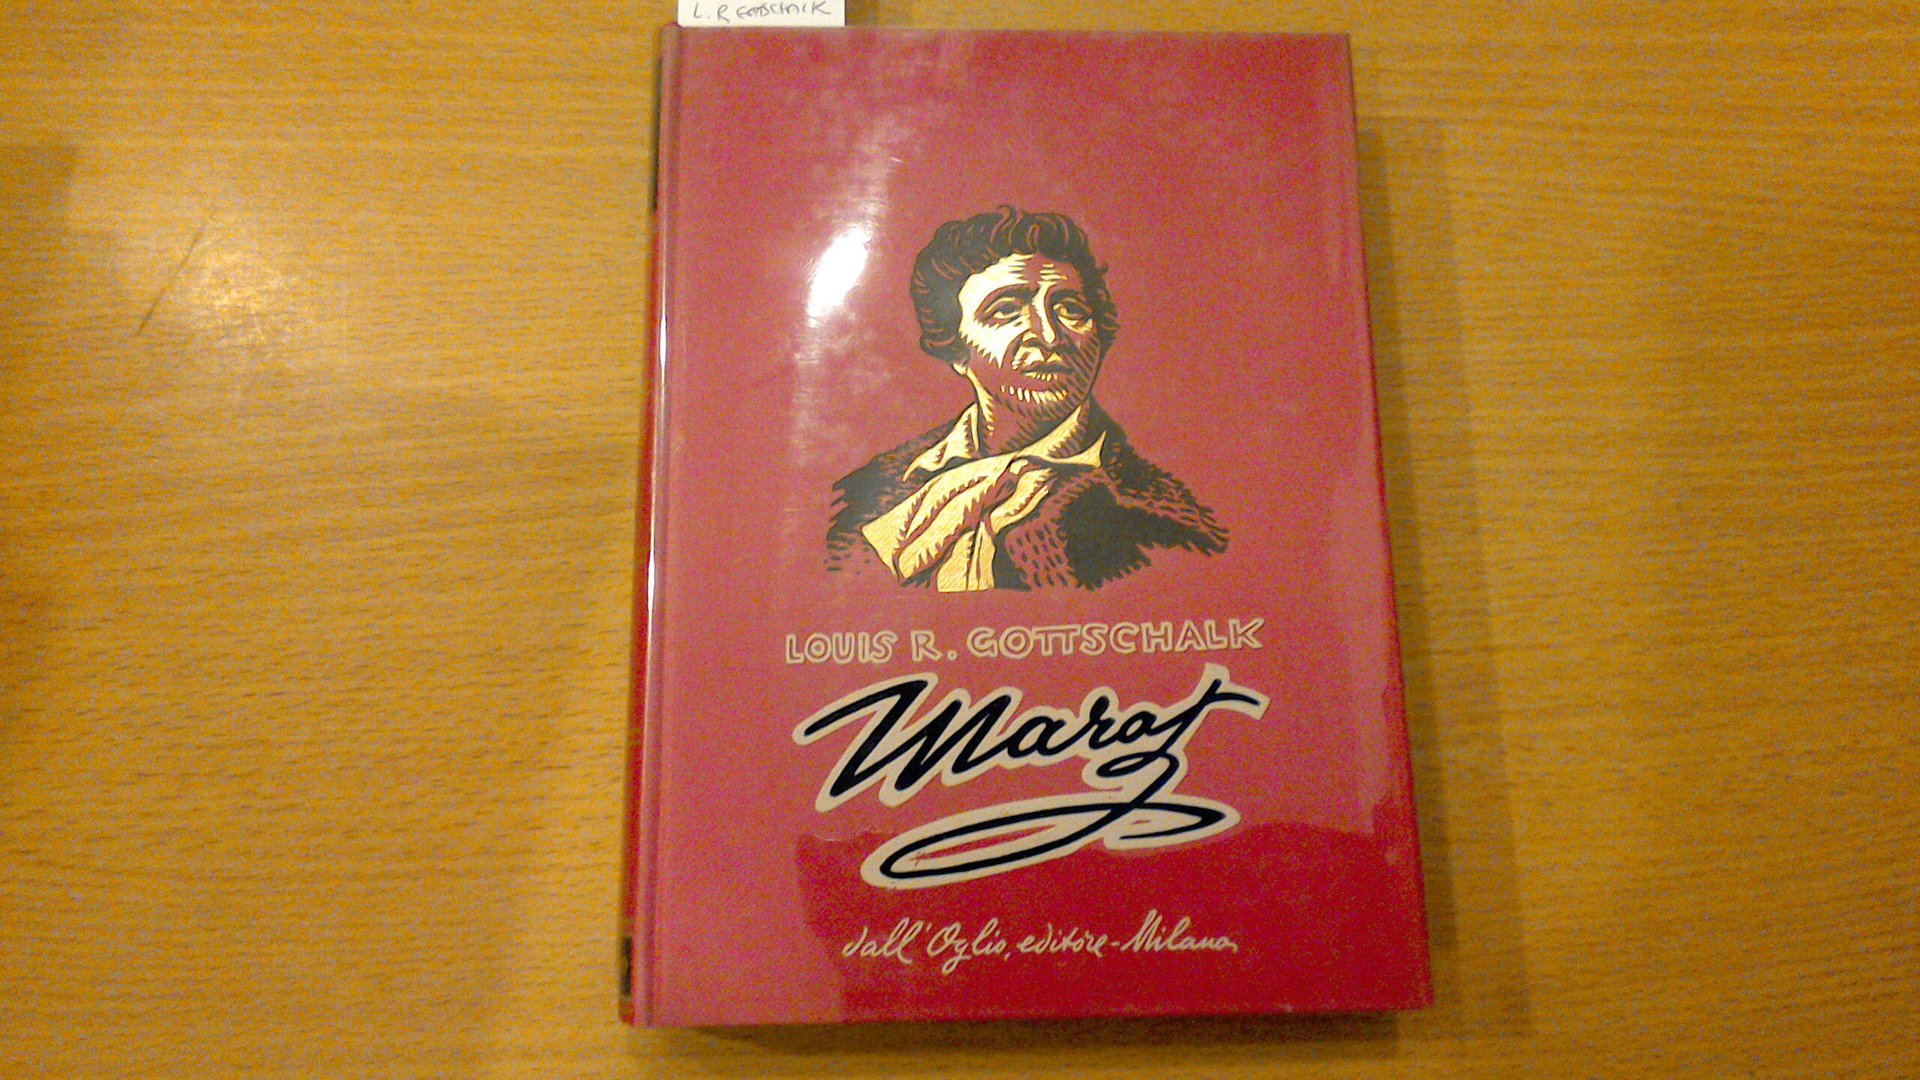 L. R GOTTSCHALK
LOUIS R. GOTTSCHALK
Marat
dall'Oglio, editore - Milano